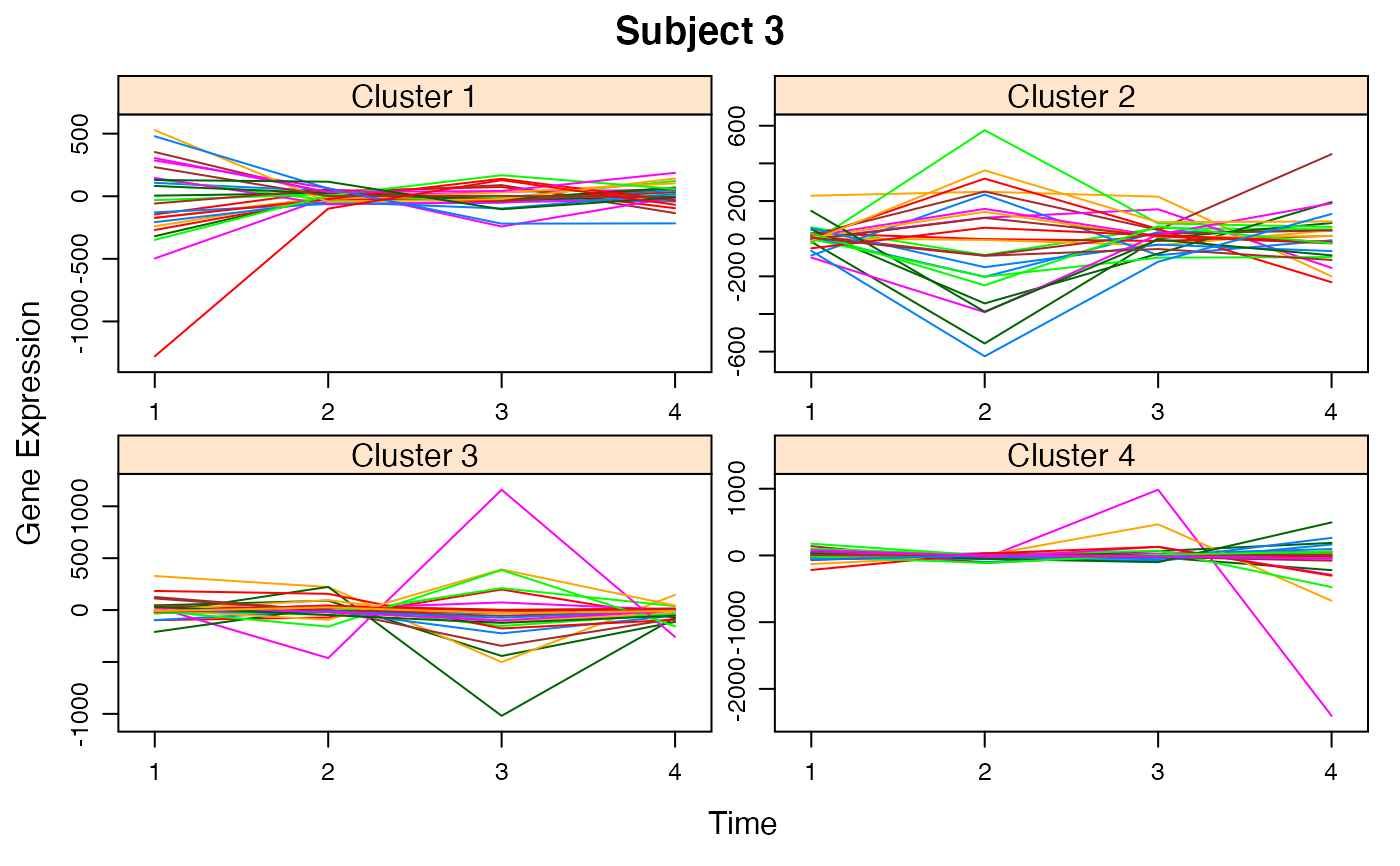 Subject 3
Cluster 1
Cluster 2
500
0
-500
-1000
600
200
0
-200
-600
1 2 3 4
1 2 3 4
Cluster 3
Cluster 4
1000
500
0
-1000
1000
0
-1000
-2000
1 2 3 4
1 2 3 4
Gene Expression
Time